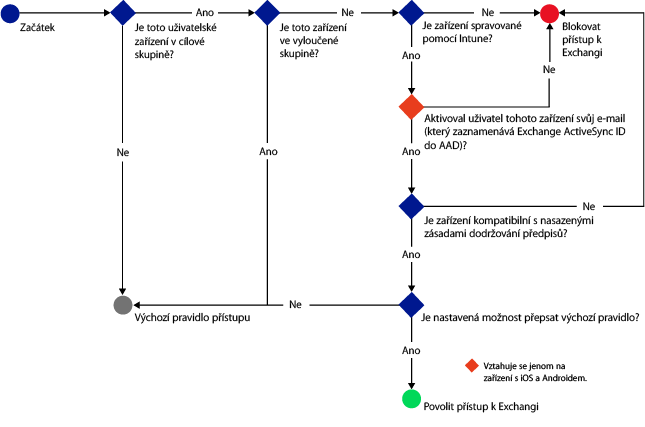 Začátek
Ano
Je toto uživatelské
zařízení v cílové
skupině?
Ne
Je toto zařízení
ve vyloučené
skupině?
Ne
Je zařízení spravované
pomocí Intune?
Blokovat
přístup k
Exchangi
Ano
Ne
Aktivoval uživatel tohoto zařízení svůj e-mail
(který zaznamenává Exchange ActiveSync ID
do AAD)?
Ne
Ano
Ano
Ne
Je zařízení kompatibilní s nasazenými
zásadami dodržování předpisů?
Ano
Ne
Výchozí pravidlo přístupu
Je nastavená možnost přepsat výchozí pravidlo?
Ano
Vztahuje se jenom na
zařízení s iOS a Androidem.
Povolit přístup k Exchangi